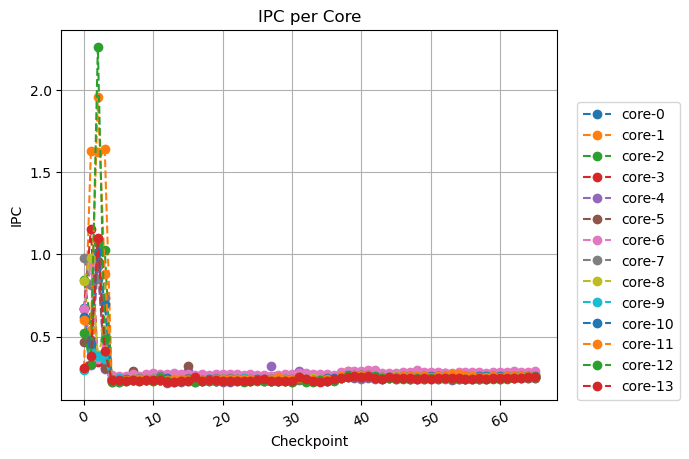 IPC per Core
IPC
2.0
1.5
1.0
0.5
0
10
20
30
40
50
60
Checkpoint
core-0
core-1
core-2
core-3
core-4
core-5
core-6
core-7
core-8
core-9
core-10
core-11
core-12
core-13